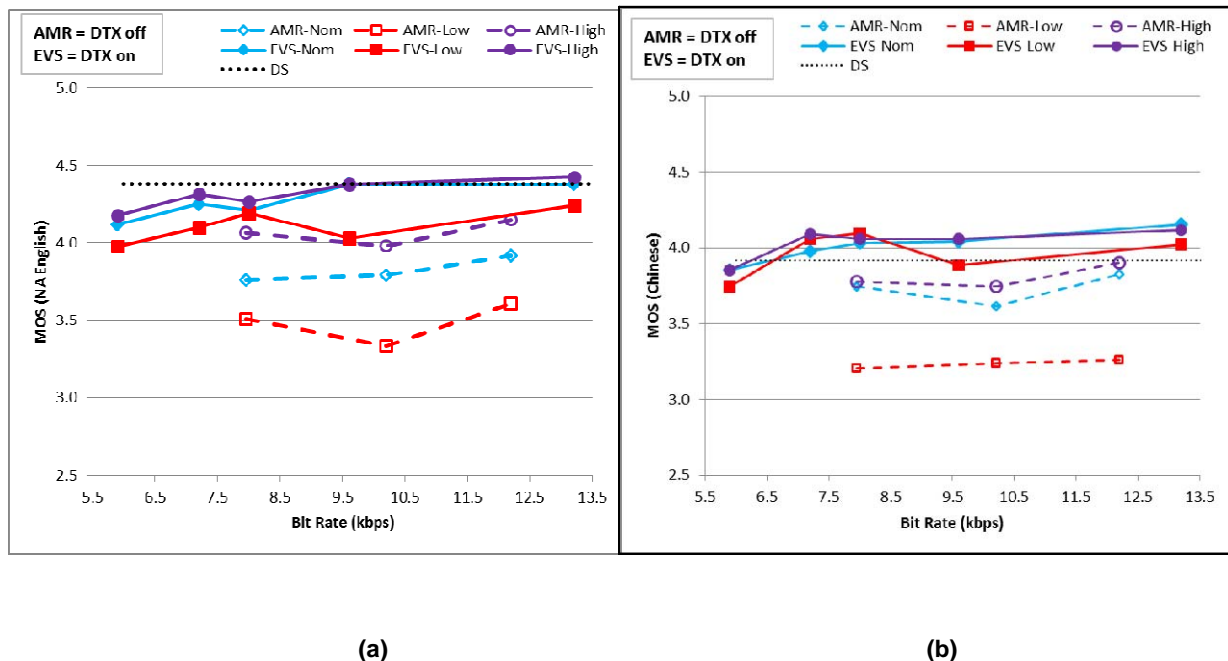 AMR = DTX off
EVS = DTX on
AMR-Nom AMR-Low AMR-High
EVS-Nom EVS-Low EVS-High
DS
5.0
4.5
4.0
3.5
3.0
2.5
MOS (NA English)
5.5 6.5 7.5 8.5 9.5 10.5 11.5 12.5 13.5
Bit Rate (kbps)
AMR = DTX off
EVS = DTX on
AMR-Nom AMR-Low AMR-High
EVS-Nom EVS-Low EVS-High
DS
5.0
4.5
4.0
3.5
3.0
2.5
MOS (Chinese)
5.5 6.5 7.5 8.5 9.5 10.5 11.5 12.5 13.5
Bit Rate (kbps)
(a) (b)